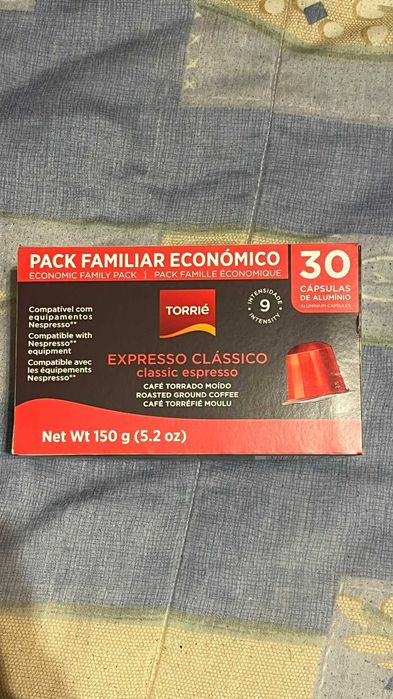 PACK FAMILIAR ECONÓMICO
ECONOMIC FAMILY PACK | PACK FAMILLE ÉCONOMIQUE
30
CÁPSULAS
DE ALUMÍNIO
ALUMINIUM CAPSULES
Compatível com
equipamentos
Nespresso**
Compatible with
Nespresso**
equipment
Compatible avec
les équipements
Nespresso**
TORRIÉ
INTENSIDADE
9
INTENSITY
EXPRESSO CLÁSSICO
classic espresso
CAFÉ TORRADO MOÍDO
ROASTED GROUND COFFEE
CAFÉ TORRÉFIÉ MOULU
Net Wt 150 g (5.2 oz)